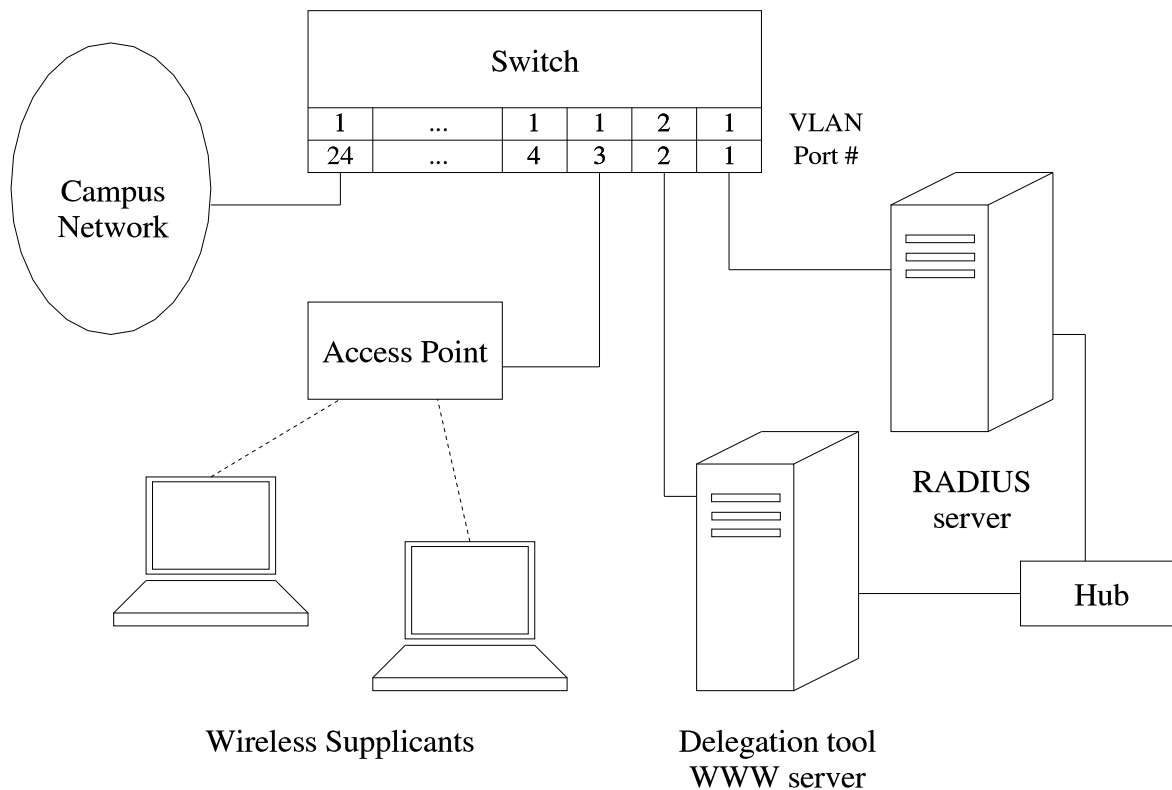 Switch
1 ... 1 1 2 1 VLAN
24 ... 4 3 2 1 Port #
Campus
Network
Access Point
RADIUS
server
Hub
Wireless Supplicants
Delegation tool
WWW server